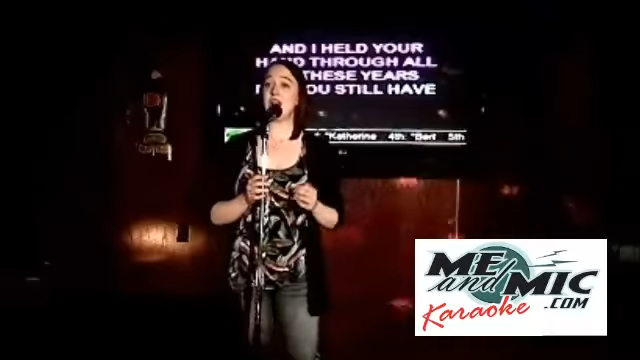 AND I HELD YOUR
THROUGH ALL
THESE YEARS
YOU STILL HAVE
"Katherine 4th: "Bert 5th
ME
and MIC
.COM
Karaoke